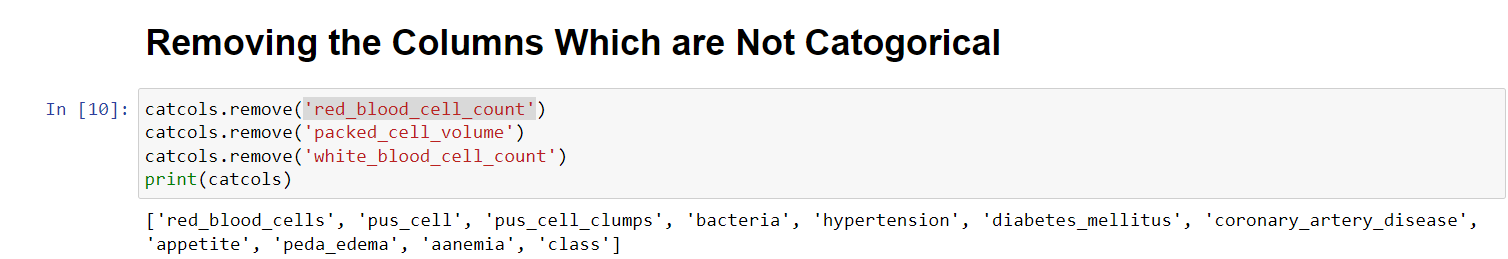 Removing the Columns Which are Not Catogorical
In [10]: catcols.remove('red_blood_cell_count')
catcols.remove('packed_cell_volume')
catcols.remove('white_blood_cell_count')
print(catcols)
['red_blood_cells', 'pus_cell', 'pus_cell_clumps', 'bacteria', 'hypertension', 'diabetes_mellitus', 'coronary_artery_disease',
'appetite', 'peda_edema', 'aanemia', 'class']